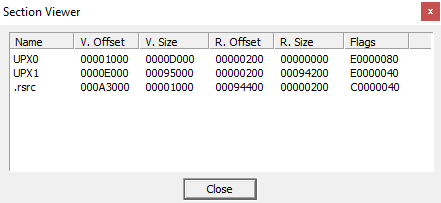 Section Viewer
Name V. Offset V. Size R. Offset R. Size Flags
UPX0 00001000 0000D000 00000200 00000000 E0000080
UPX1 0000E000 00095000 00000200 00094200 E0000040
.rsrc 000A3000 00001000 00094400 00000200 C0000040
Close